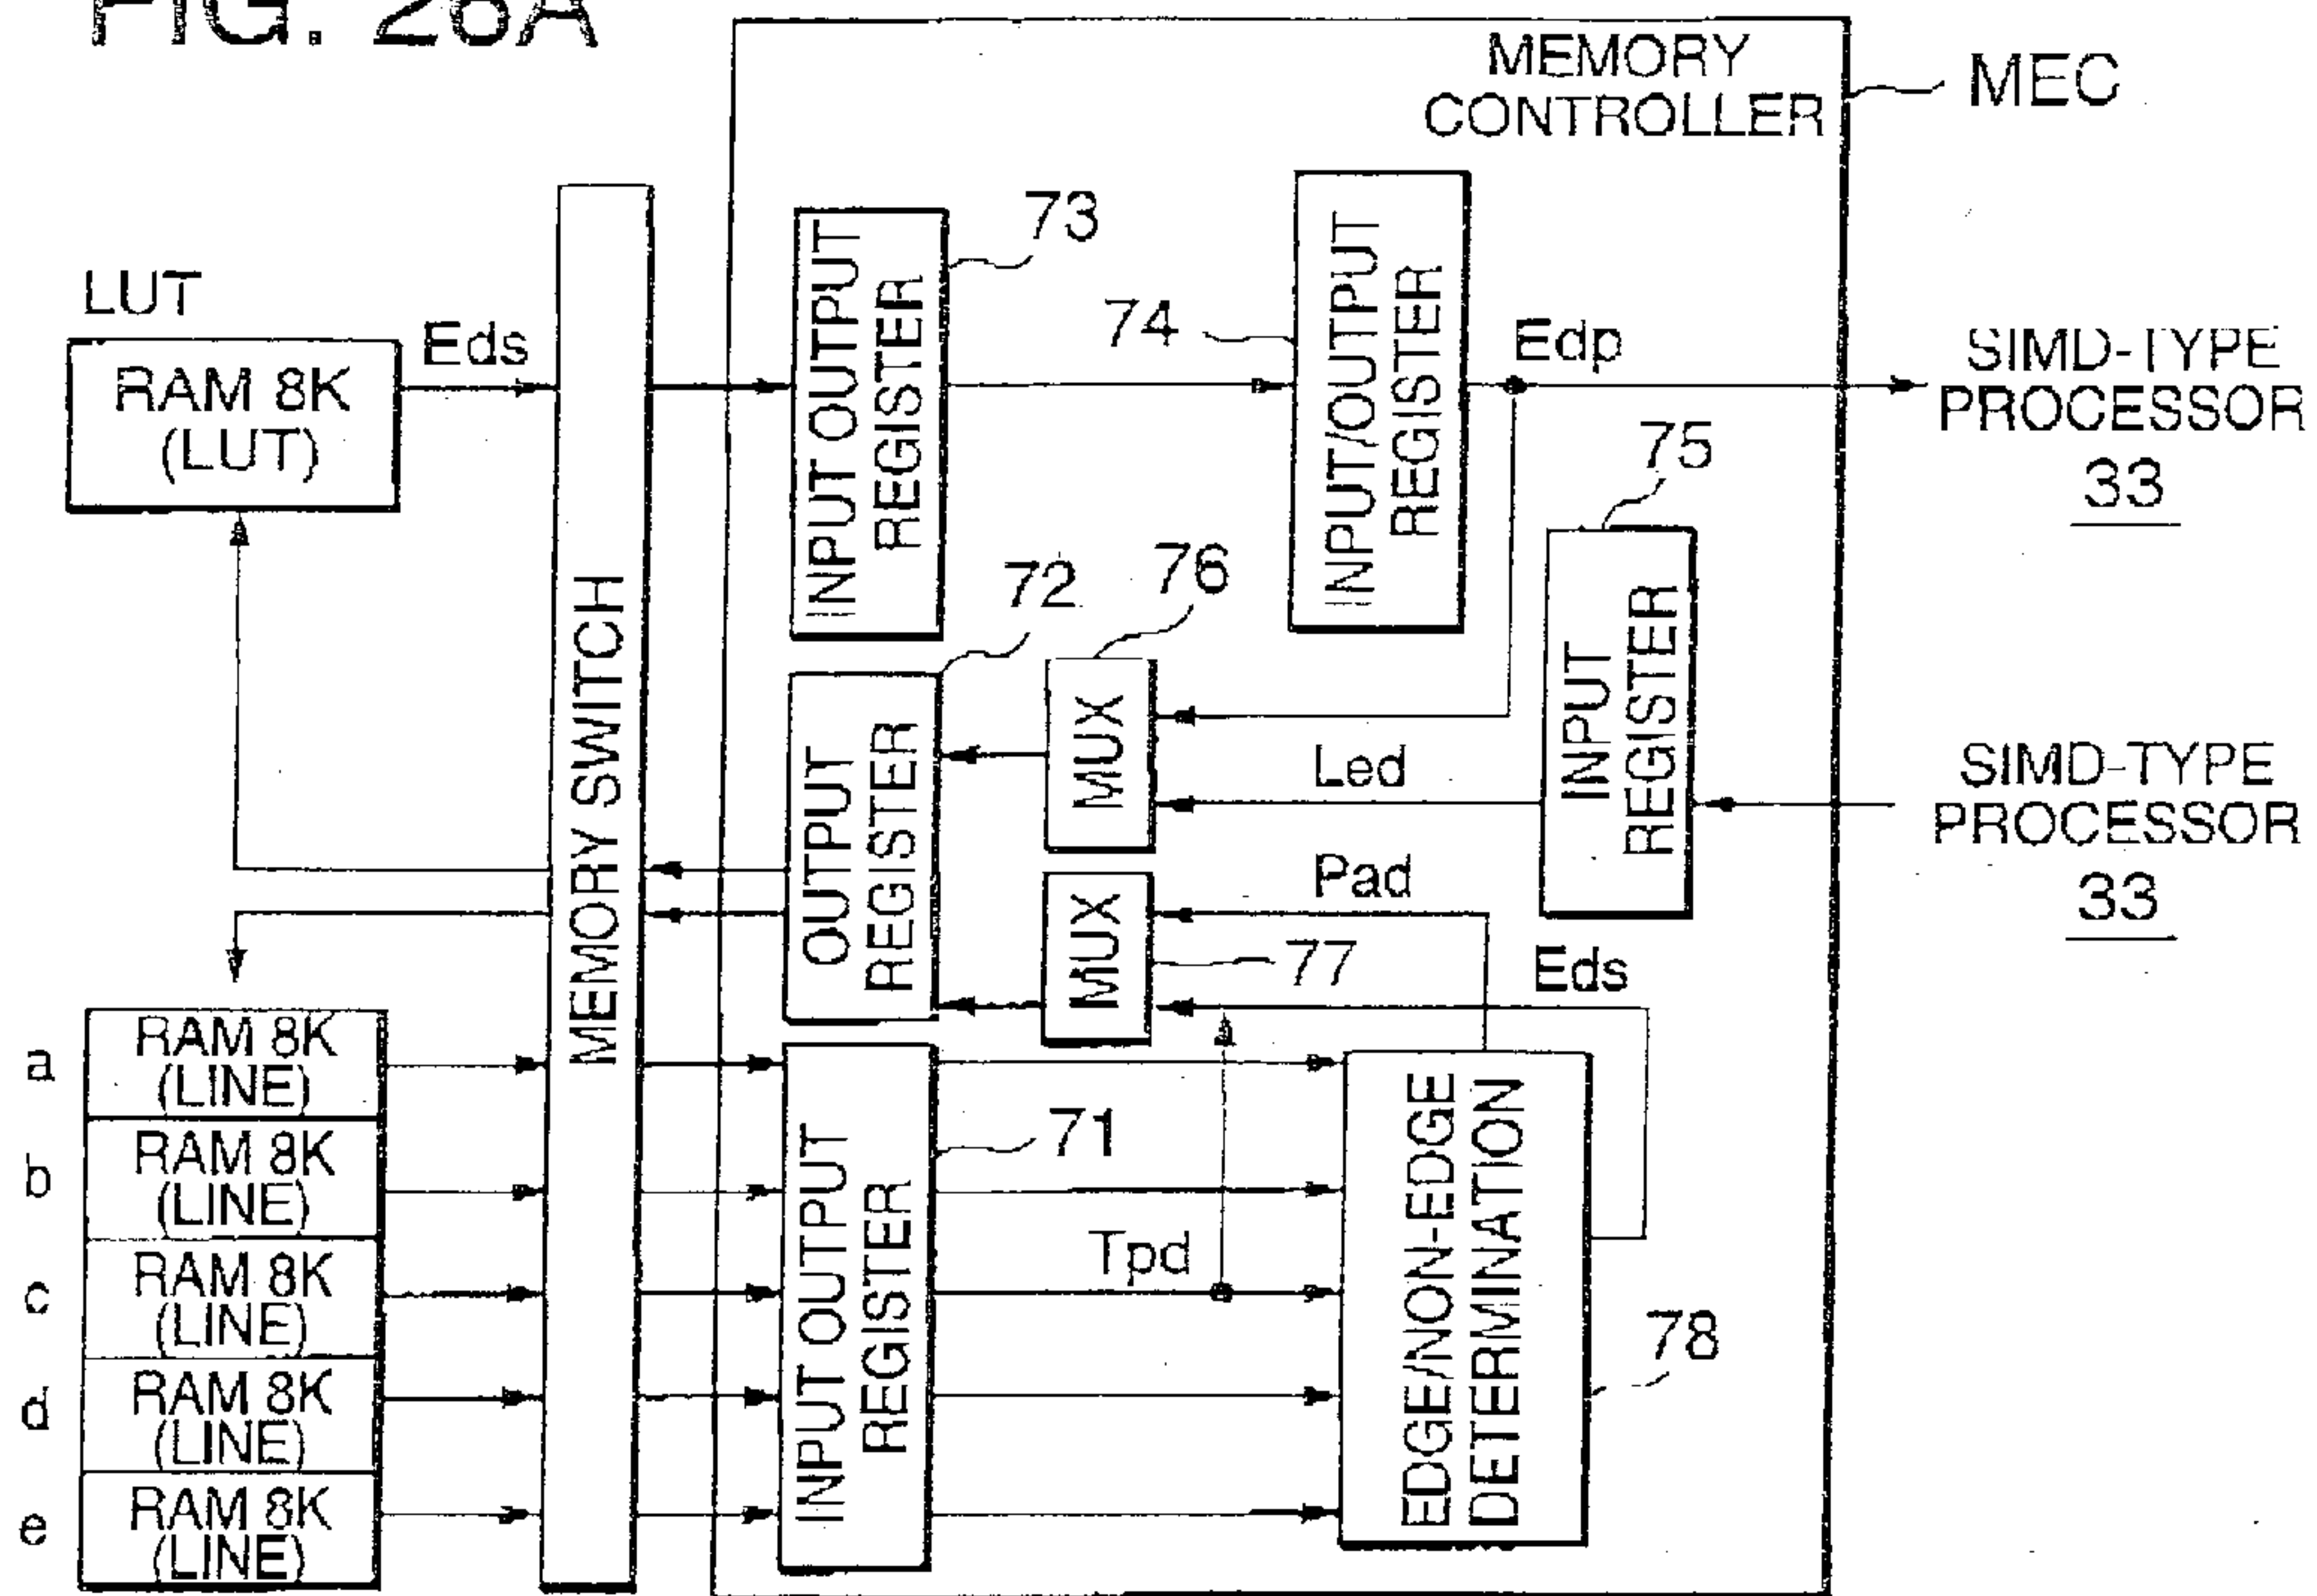 FIG. 26A
MEMORY
CONTROLLER
MEC
73
74
LUT
Eds
RAM 8K
(LUT)
INPUT OUTPUT
REGISTER
INPUT/OUTPUT
REGISTER
Edp
SIMD-TYPE
PROCESSOR
33
75
72
76
MEMORY SWITCH
OUTPUT
REGISTER
MUX
Led
INPUT
REGISTER
SIMD-TYPE
PROCESSOR
33
Pad
MUX
77
Eds
a
RAM 8K
(LINE)
b
RAM 8K
(LINE)
c
RAM 8K
(LINE)
d
RAM 8K
(LINE)
e
RAM 8K
(LINE)
INPUT OUTPUT
REGISTER
71
Tpd
EDGE/NON-EDGE
DETERMINATION
78